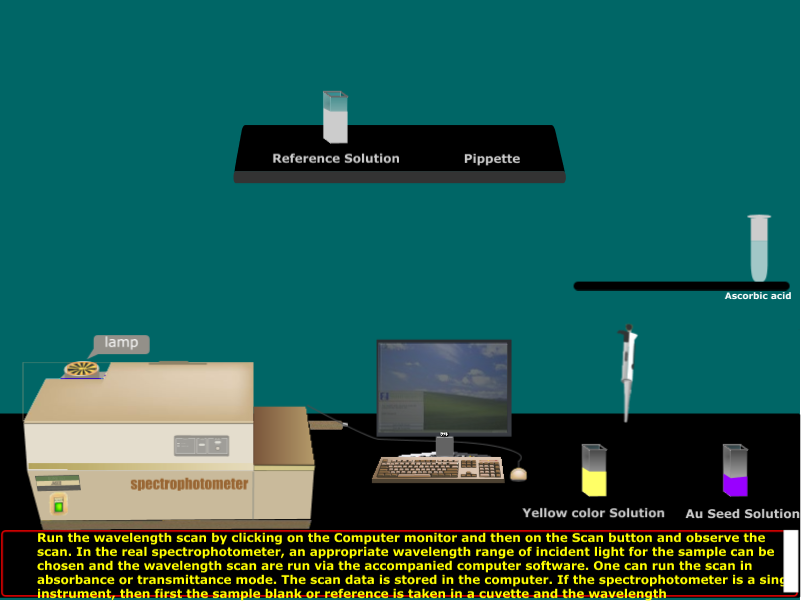 Reference Solution
Pippette
Ascorbic acid
lamp
spectrophotometer
Yellow color Solution
Au Seed Solution
Run the wavelength scan by clicking on the Computer monitor and then on the Scan button and observe the
scan. In the real spectrophotometer, an appropriate wavelength range of incident light for the sample can be
chosen and the wavelength scan are run via the accompanied computer software. One can run the scan in
absorbance or transmittance mode. The scan data is stored in the computer. If the spectrophotometer is a sing
instrument, then first the sample blank or reference is taken in a cuvette and the wavelength